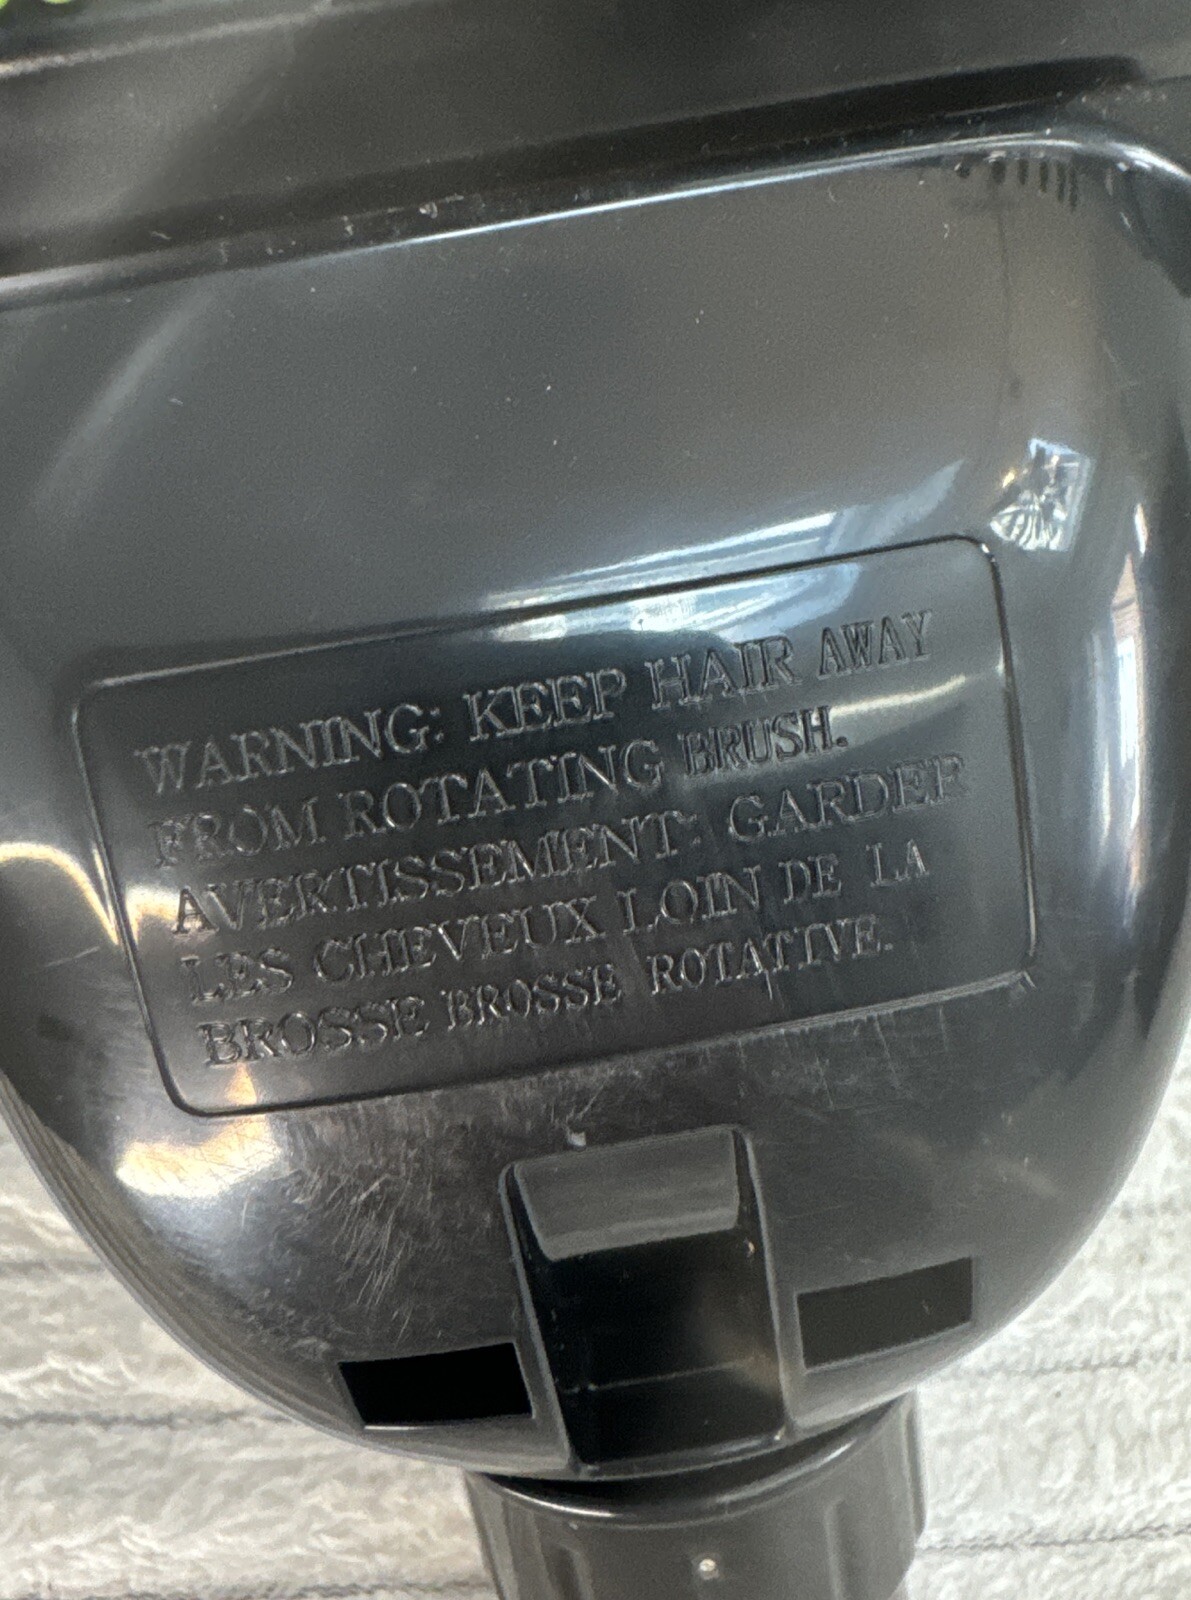 WARNING: KEEP HAIR AWAY
FROM ROTATING BRUSH.
AVERTISSEMENT: GARDER
LES CHEVEUX LOIN DE LA
BROSSE BROSSE ROTATIVE.